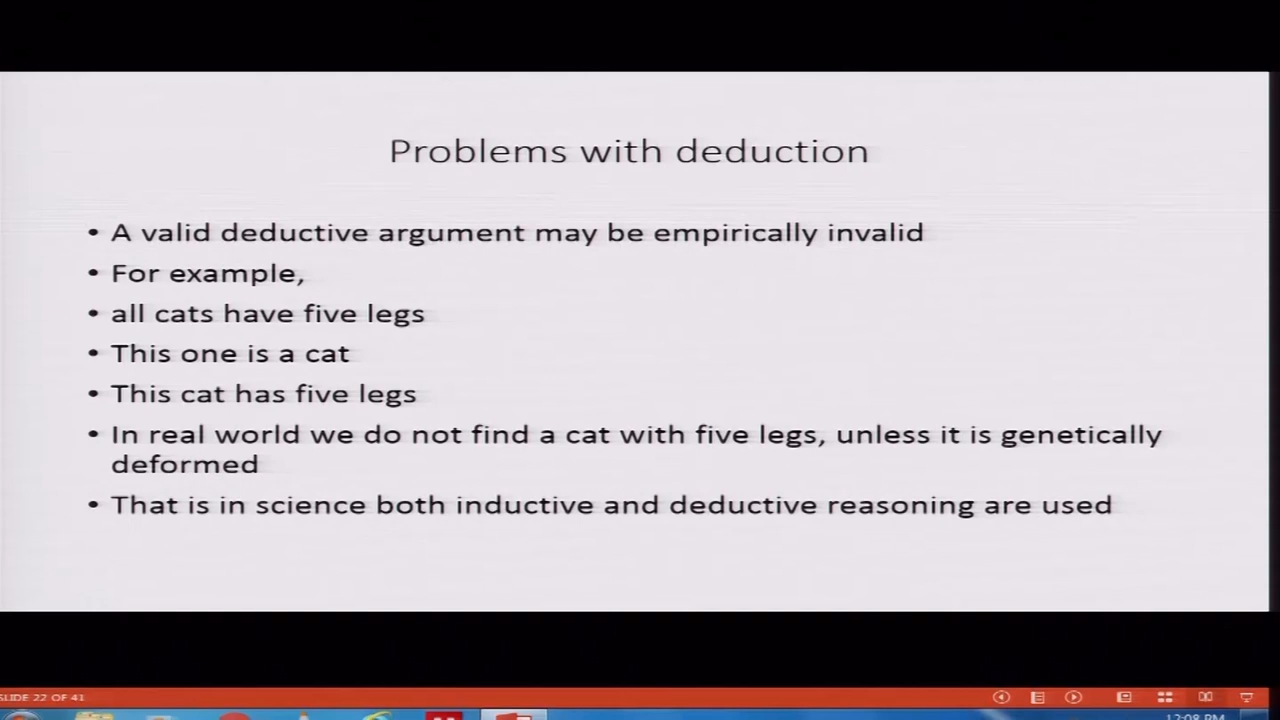 Problems with deduction
• A valid deductive argument may be empirically invalid
• For example,
• all cats have five legs
• This one is a cat
• This cat has five legs
• In real world we do not find a cat with five legs, unless it is genetically
deformed
• That is in science both inductive and deductive reasoning are used
SLIDE 22 OF 41
12:08 PM